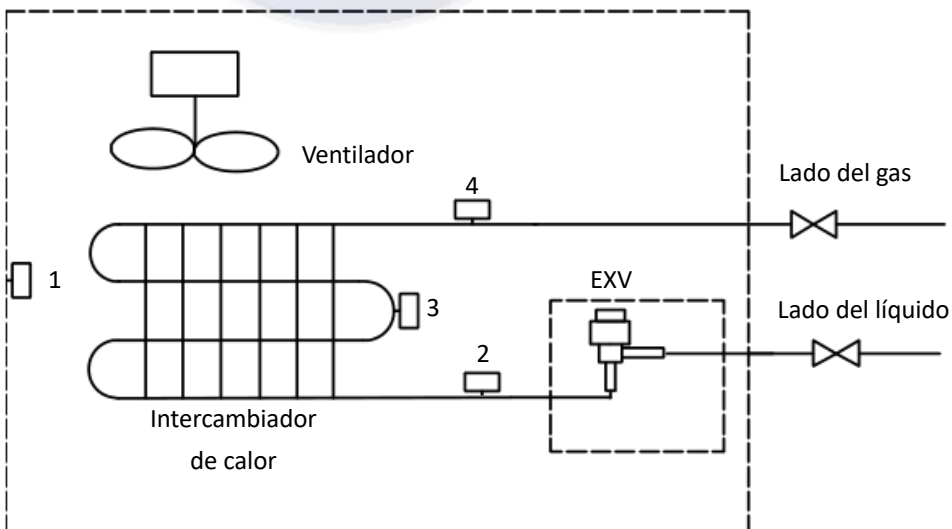 Ventilador
4
Lado del gas
1
3
EXV
Lado del líquido
2
Intercambiador
de calor